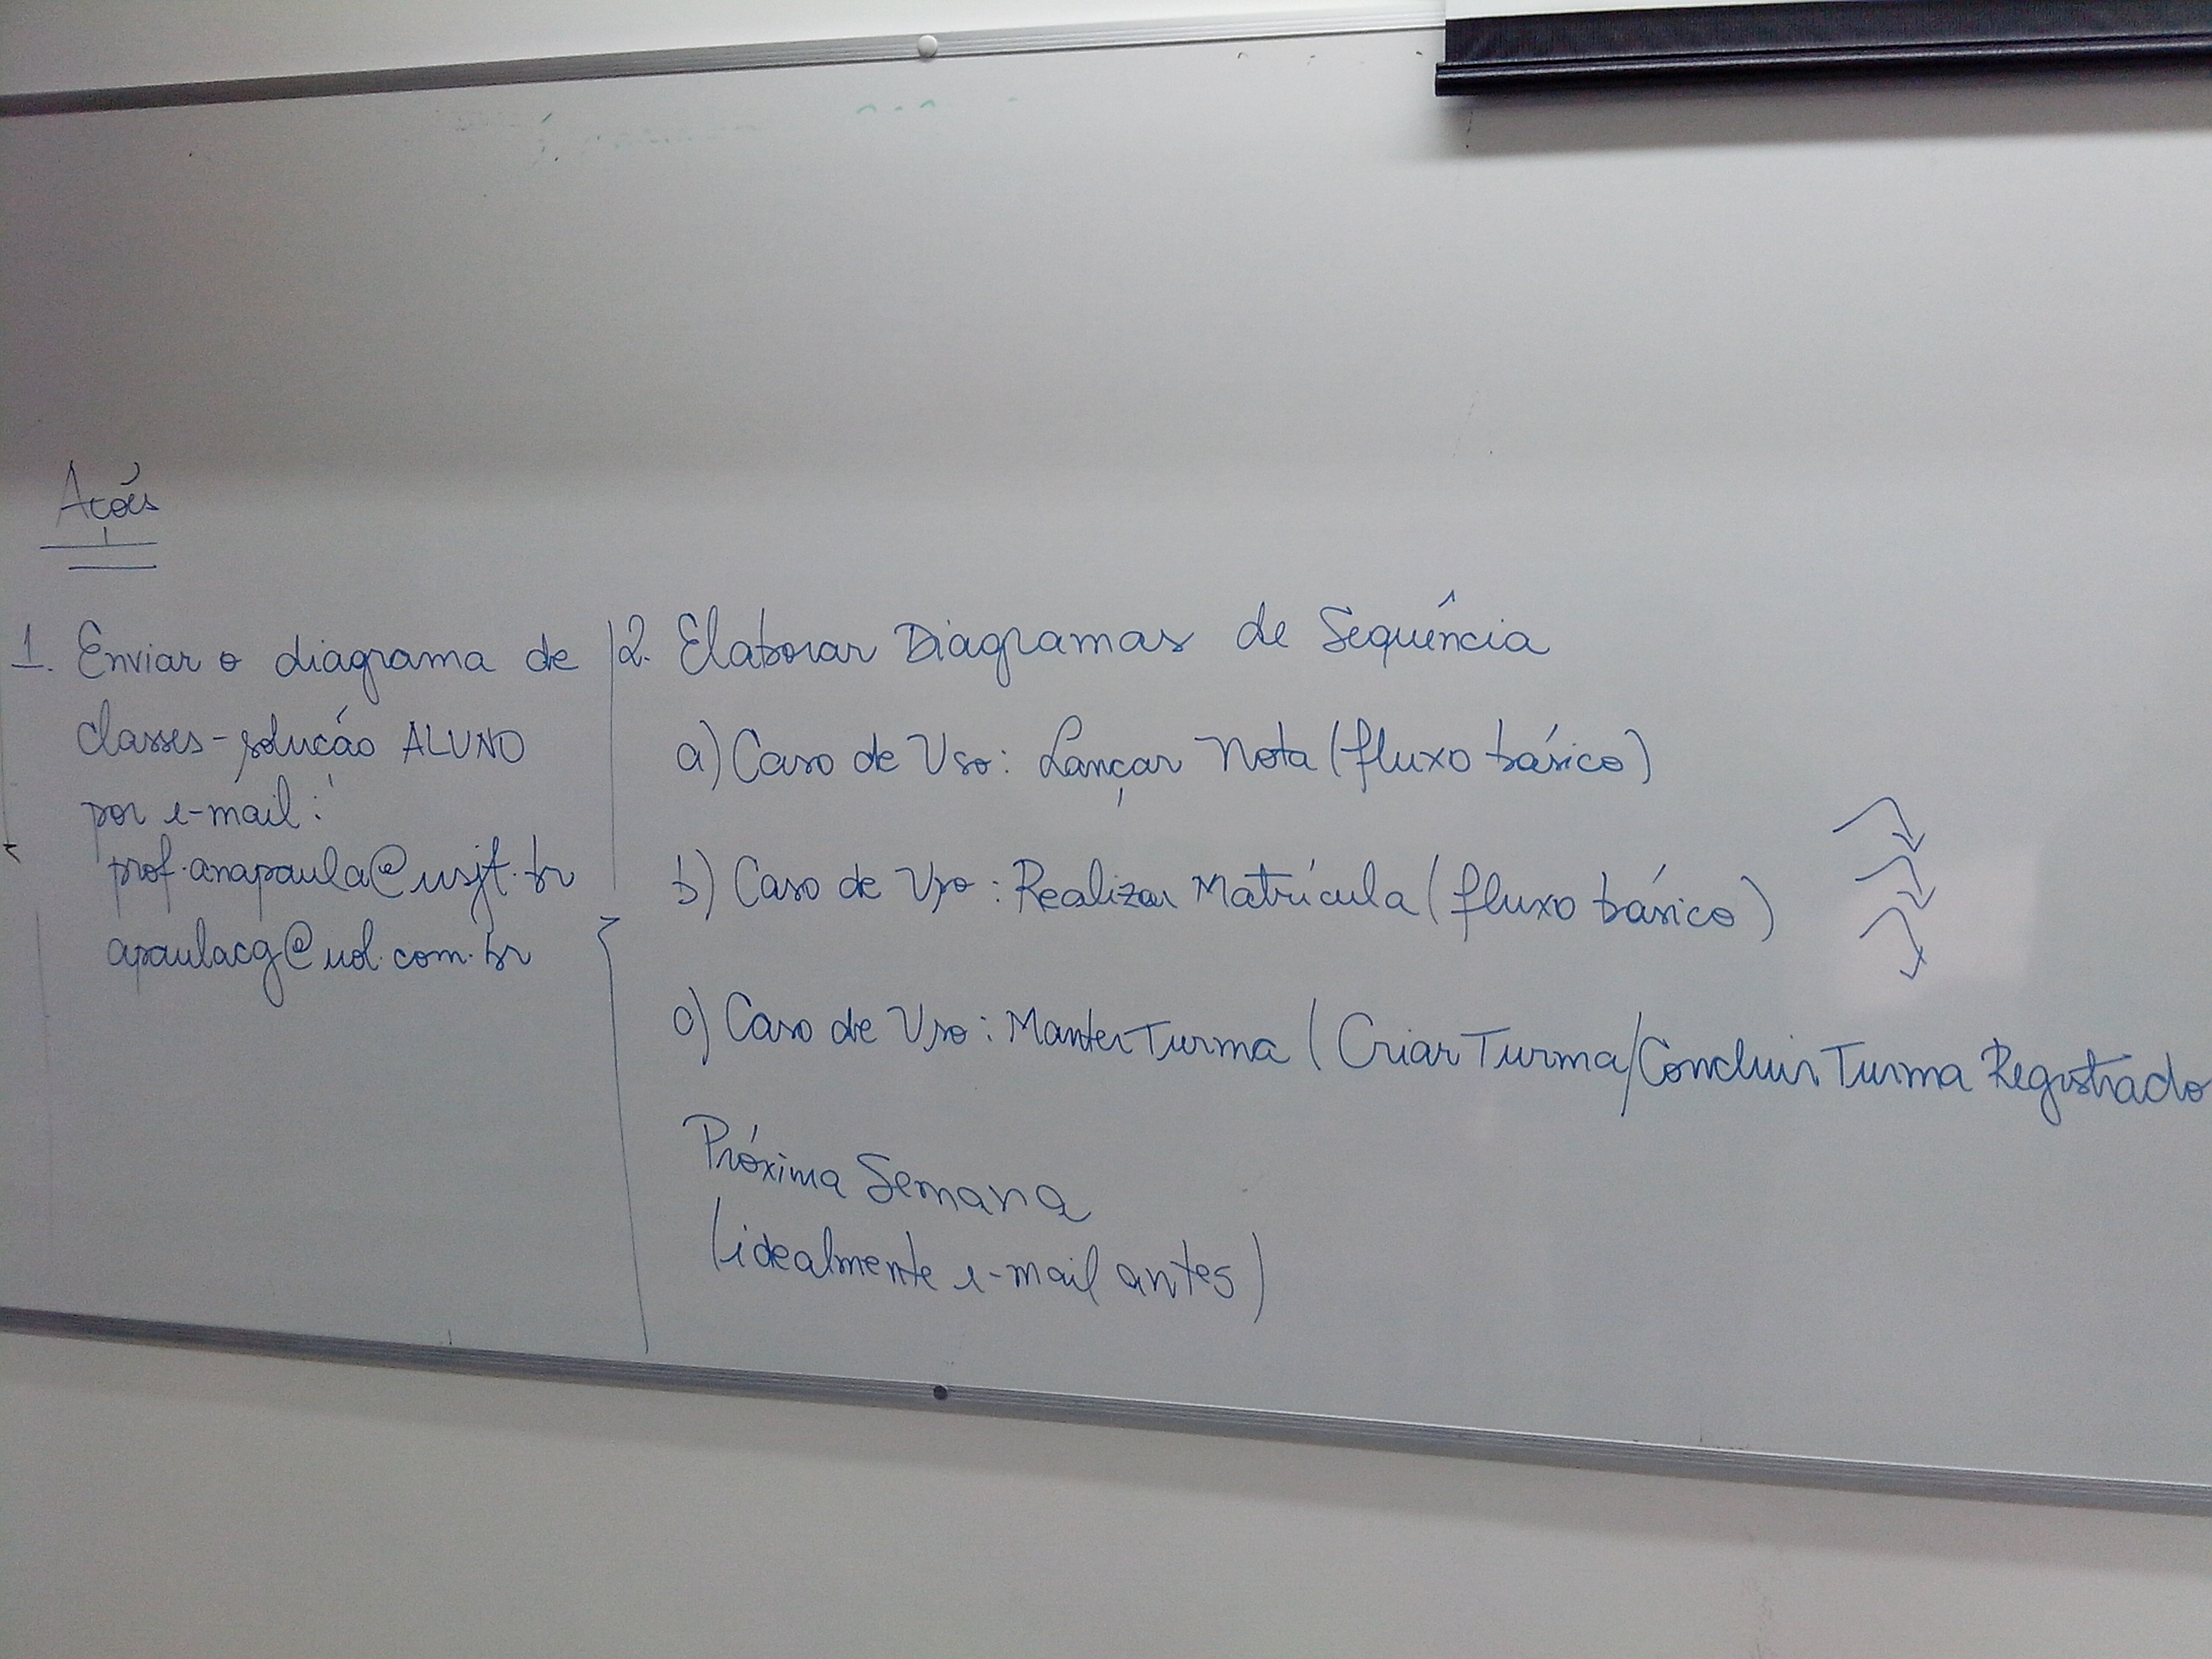 Ações
1. Enviar o diagrama de
classes - solução ALUNO
por e-mail:
prof.anapaula@usjt.br
apaulacg@uol.com.br
2. Elaborar Diagramas de Sequência
a) Caso de Uso: Lançar Nota (fluxo básico)
b) Caso de Uso: Realizar Matrícula (fluxo básico)
c) Caso de Uso: Manter Turma (Criar Turma/Concluir Turma Registrado
Próxima Semana
(idealmente e-mail antes)